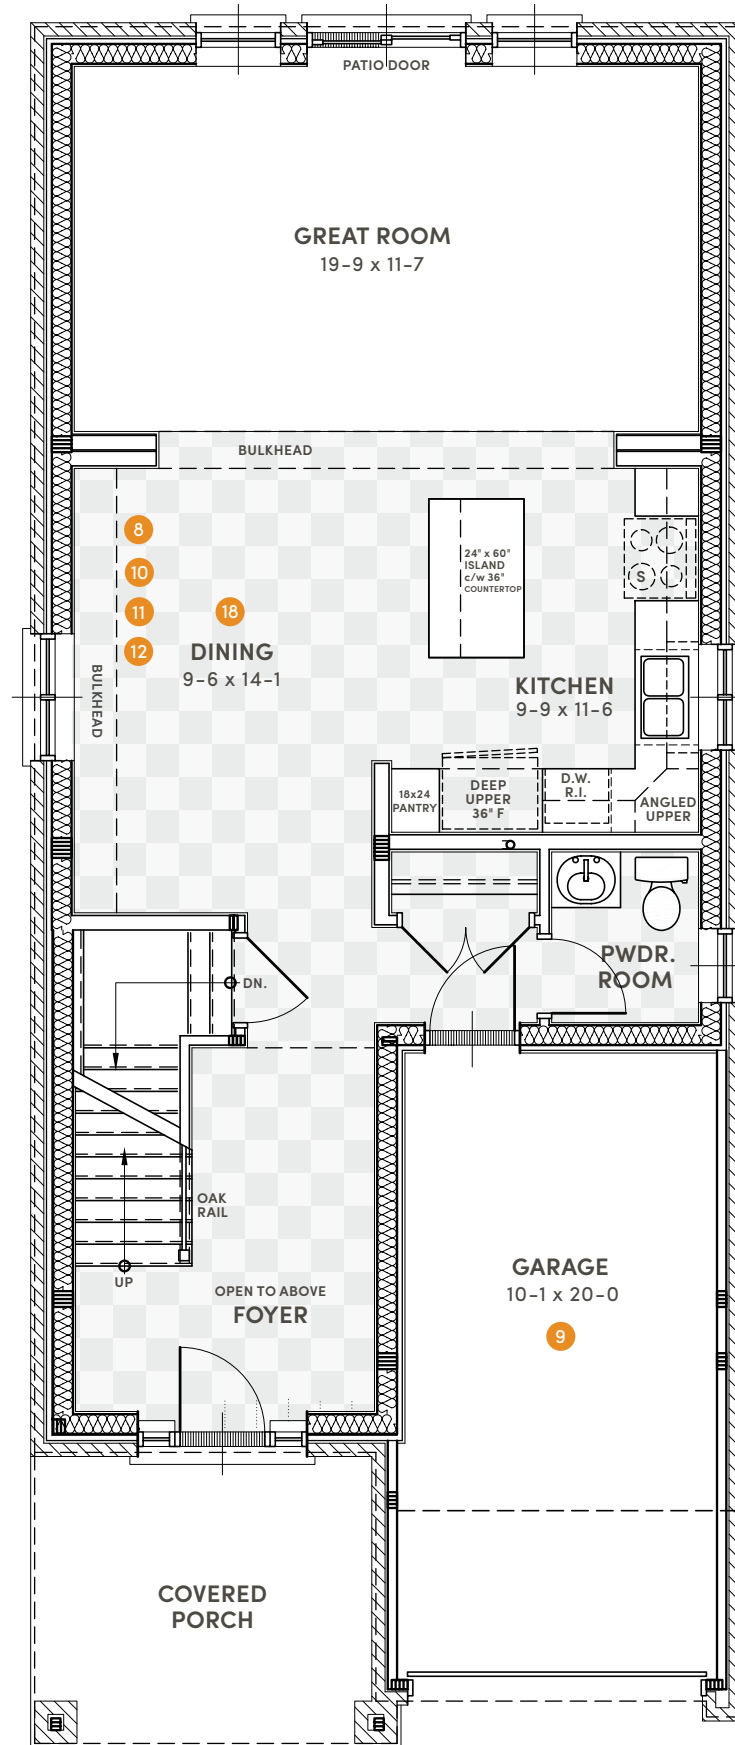 PATIO DOOR
GREAT ROOM
19-9 x 11-7
BULKHEAD
8
10
11
12
18
DINING
9-6 x 14-1
BULKHEAD
24" x 60"
ISLAND
c/w 36"
COUNTERTOP
S
KITCHEN
9-9 x 11-6
18x24
PANTRY
DEEP
UPPER
36" F
D.W.
R.I.
ANGLED
UPPER
PWDR.
ROOM
DN.
OAK
RAIL
UP
OPEN TO ABOVE
FOYER
GARAGE
10-1 x 20-0
9
COVERED
PORCH